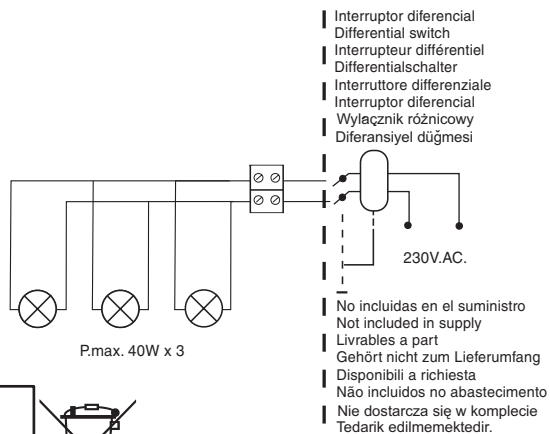 Interruptor diferencial
Differential switch
Interrupteur différentiel
Differentialschalter
Interruttore differenziale
Interruptor diferencial
Wyłącznik różnicowy
Diferansiyel düğmesi
230V.AC.
P.max. 40W x 3
No incluidas en el suministro
Not included in supply
Livrables a part
Gehört nicht zum Lieferumfang
Disponibili a richiesta
Não incluidos no abastecimento
Nie dostarcza się w komplecie
Tedarik edilmemektedir.